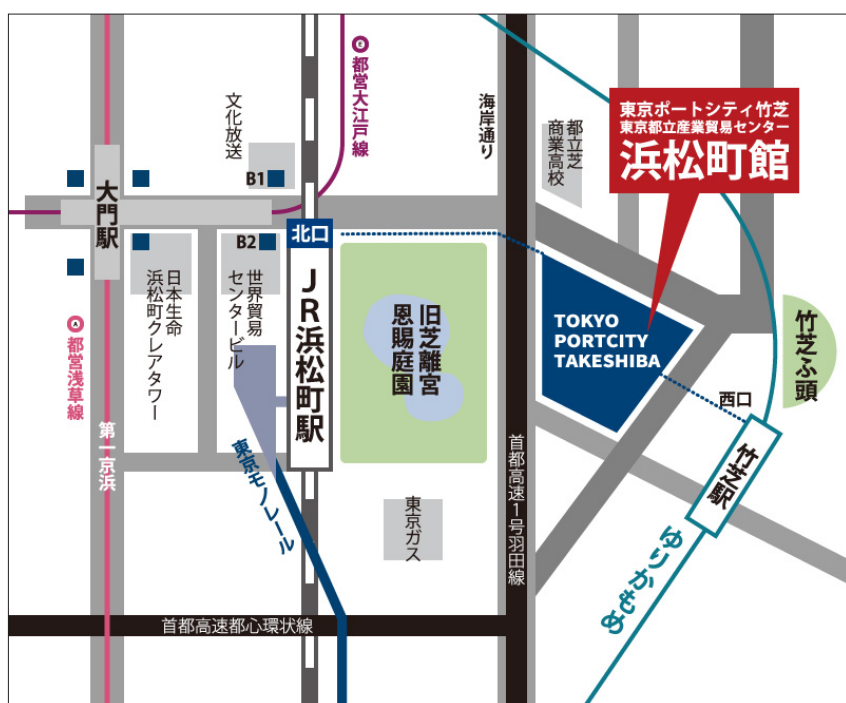 都営大江戸線
文化放送
海岸通り
都立芝
商業高校
東京ポートシティ竹芝
東京都立産業貿易センター
浜松町館
B1
大門駅
北口
B2
日本生命
浜松町クレアタワー
世界貿易
センタービル
JR浜松町駅
旧芝離宮
恩賜庭園
TOKYO
PORTCITY
TAKESHIBA
竹芝ふ頭
A
都営浅草線
西口
第一京浜
竹芝駅
東京モノレール
首都高速1号羽田線
東京ガス
ゆりかもめ
首都高速都心環状線